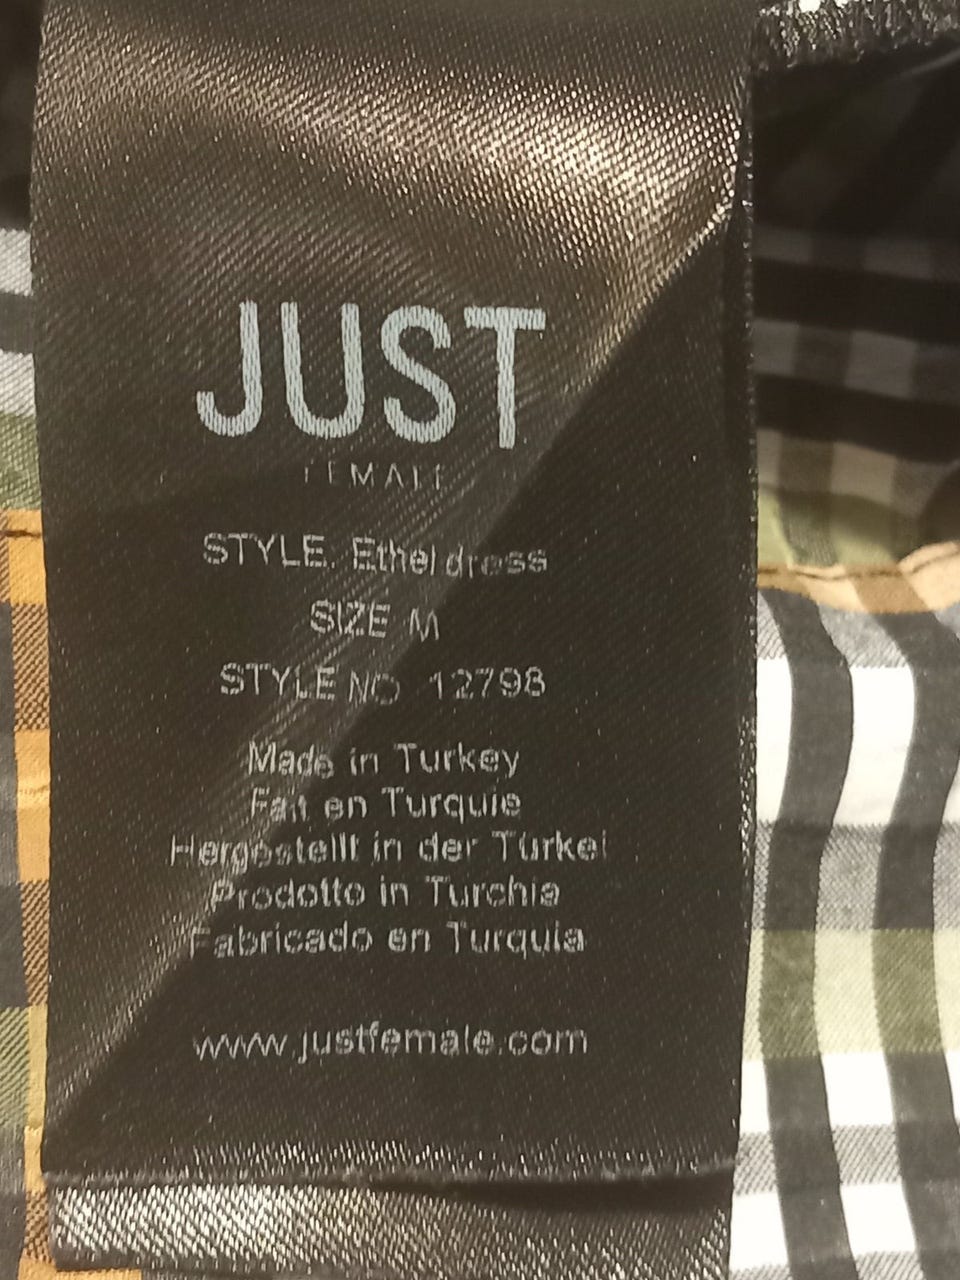 JUST
FEMALE
STYLE. Ethel dress
SIZE M
STYLE NO 12798
Made in Turkey
Fait en Turquie
Hergestellt in der Türkei
Prodotto in Turchia
Fabricado en Turquia
www.justfemale.com